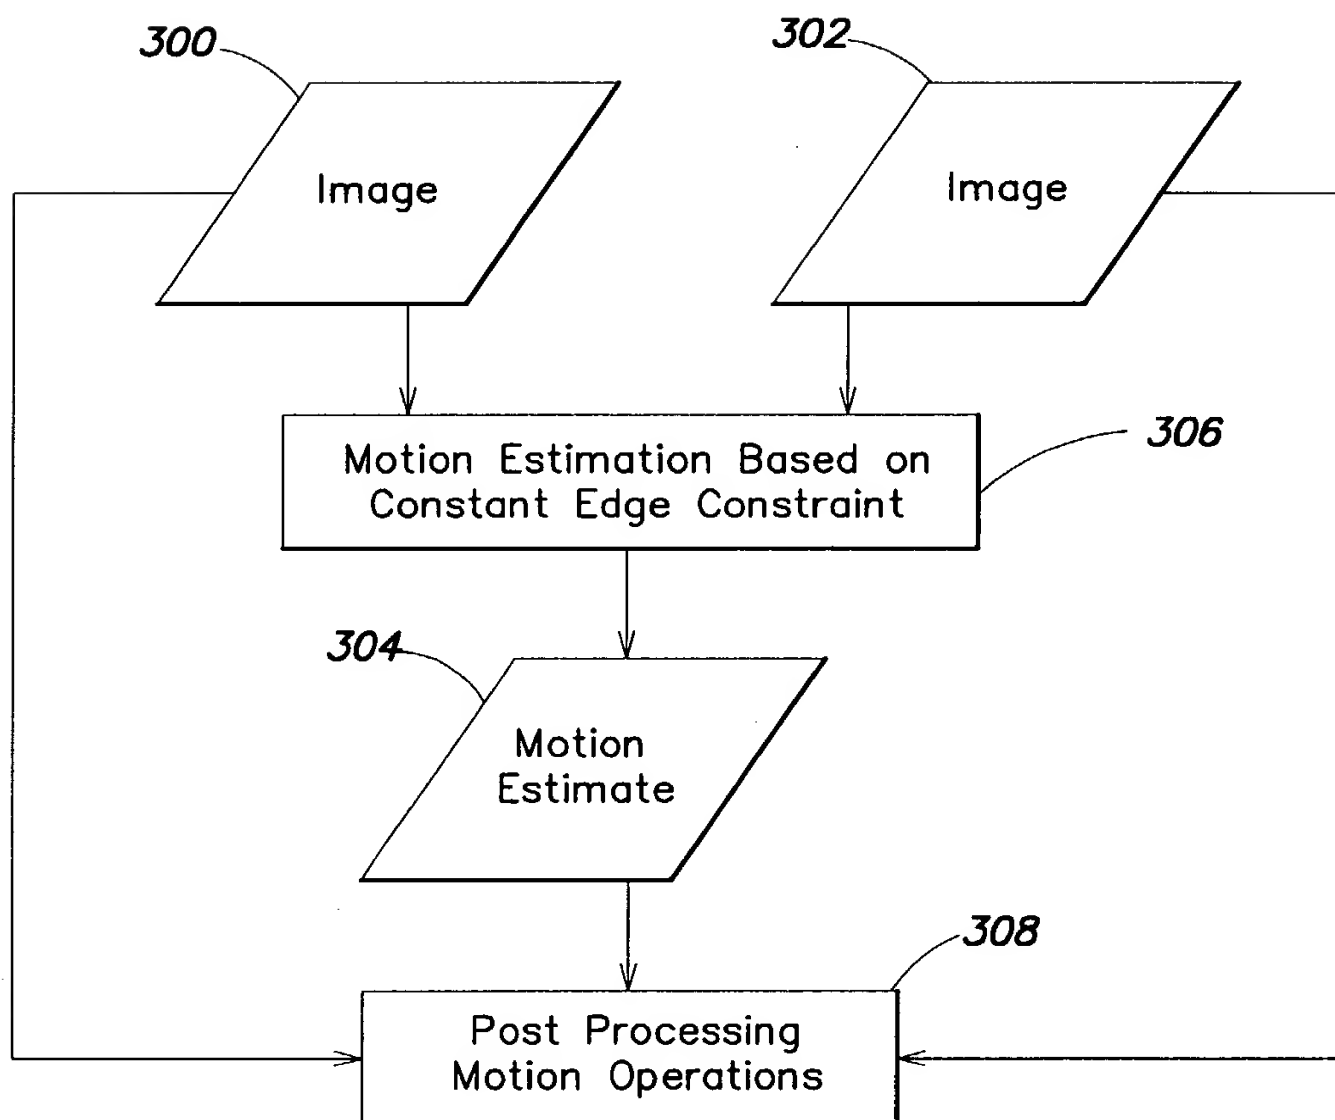 300
302
Image
Image
Motion Estimation Based on
Constant Edge Constraint
306
304
Motion
Estimate
308
Post Processing
Motion Operations